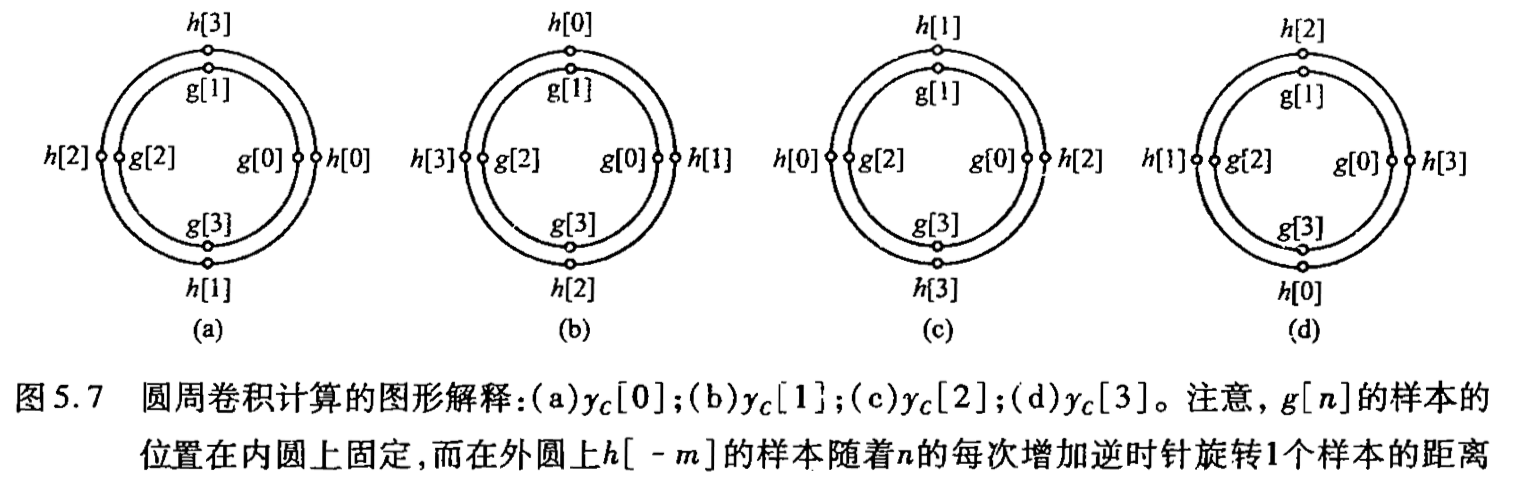 h[3] h[0] h[1] h[2]
g[1] g[1] g[1] g[1]
h[2] g[2] g[0] h[0] h[3] g[2] g[0] h[1] h[0] g[2] g[0] h[2] h[1] g[2] g[0] h[3]
g[3] g[3] g[3] g[3]
h[1] h[2] h[3] h[0]
(a) (b) (c) (d)
图5.7 圆周卷积计算的图形解释:(a)y_C[0];(b)y_C[1];(c)y_C[2];(d)y_C[3]。注意,g[n]的样本的
位置在内圆上固定,而在外圆上h[-m]的样本随着n的每次增加逆时针旋转1个样本的距离